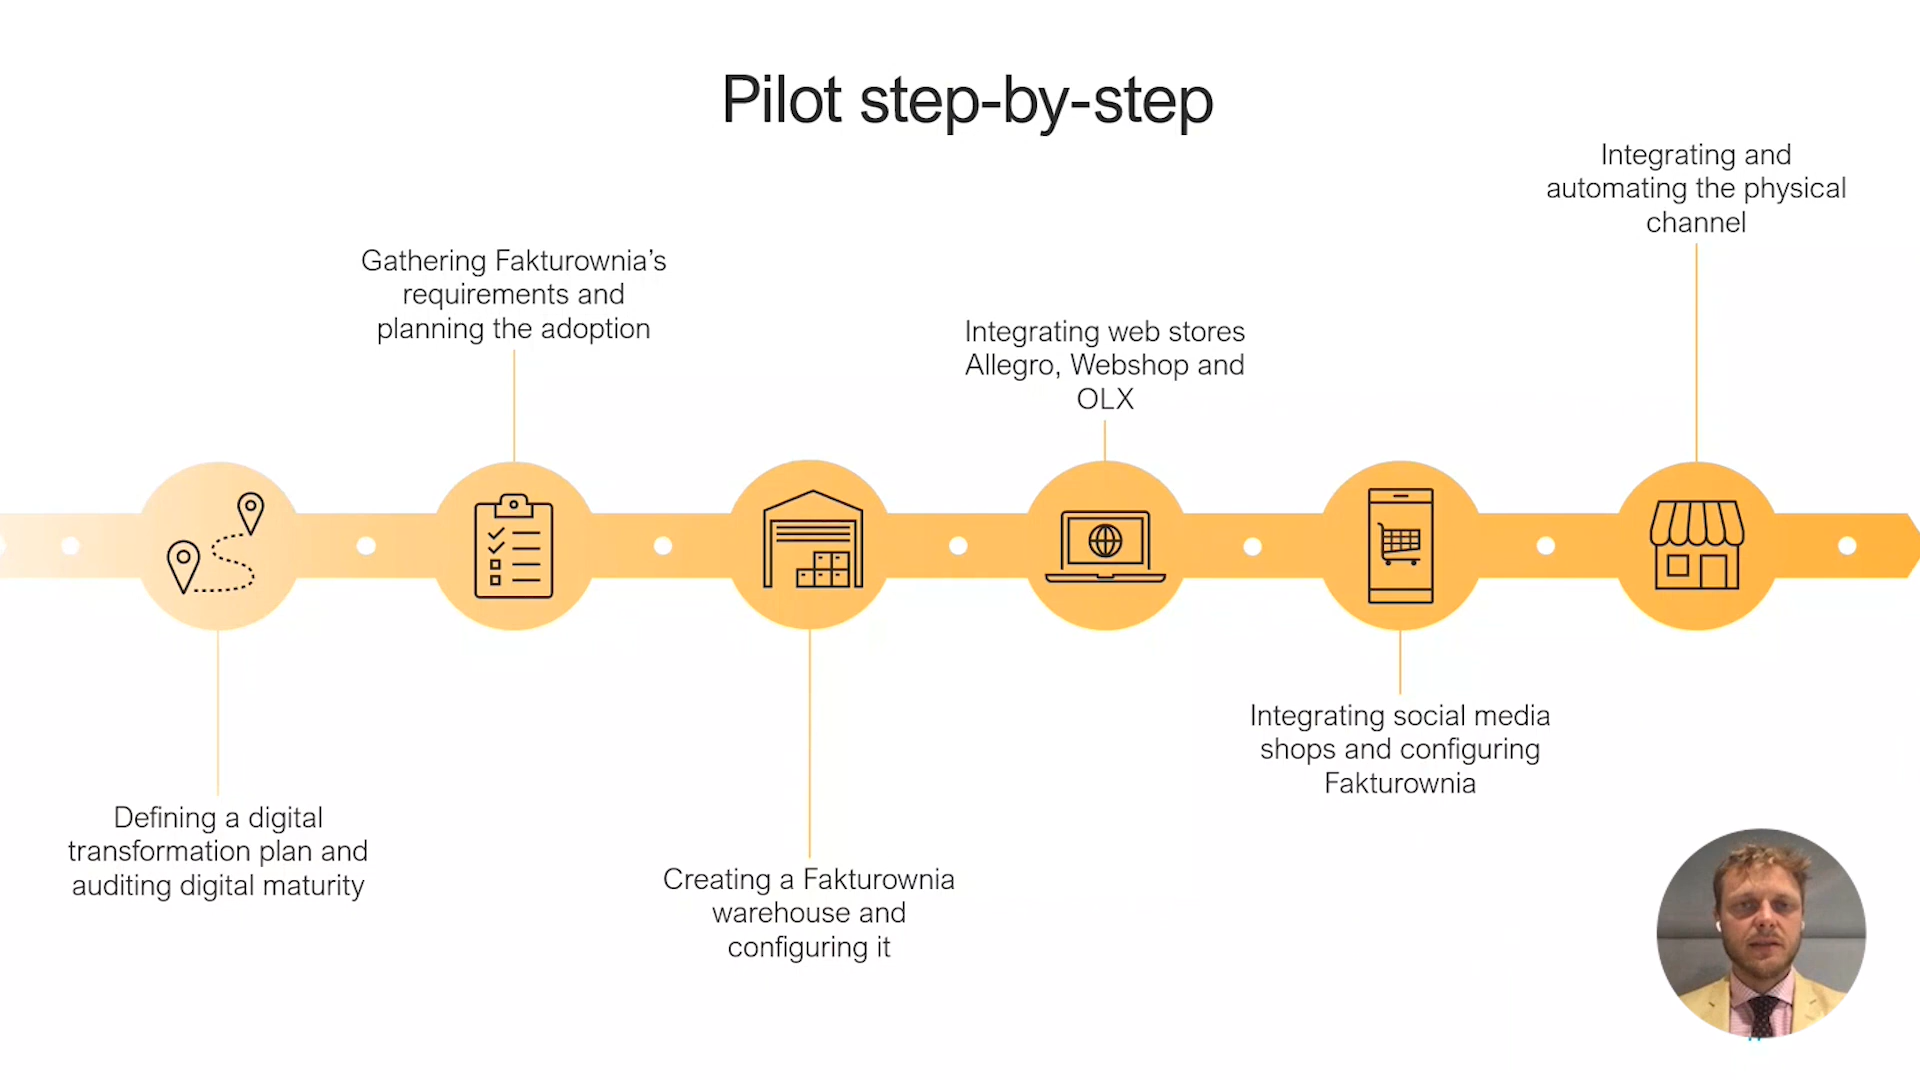 Pilot step-by-step
Defining a digital
transformation plan and
auditing digital maturity
Gathering Fakturownia’s
requirements and
planning the adoption
Creating a Fakturownia
warehouse and
configuring it
Integrating web stores
Allegro, Webshop and
OLX
Integrating social media
shops and configuring
Fakturownia
Integrating and
automating the physical
channel